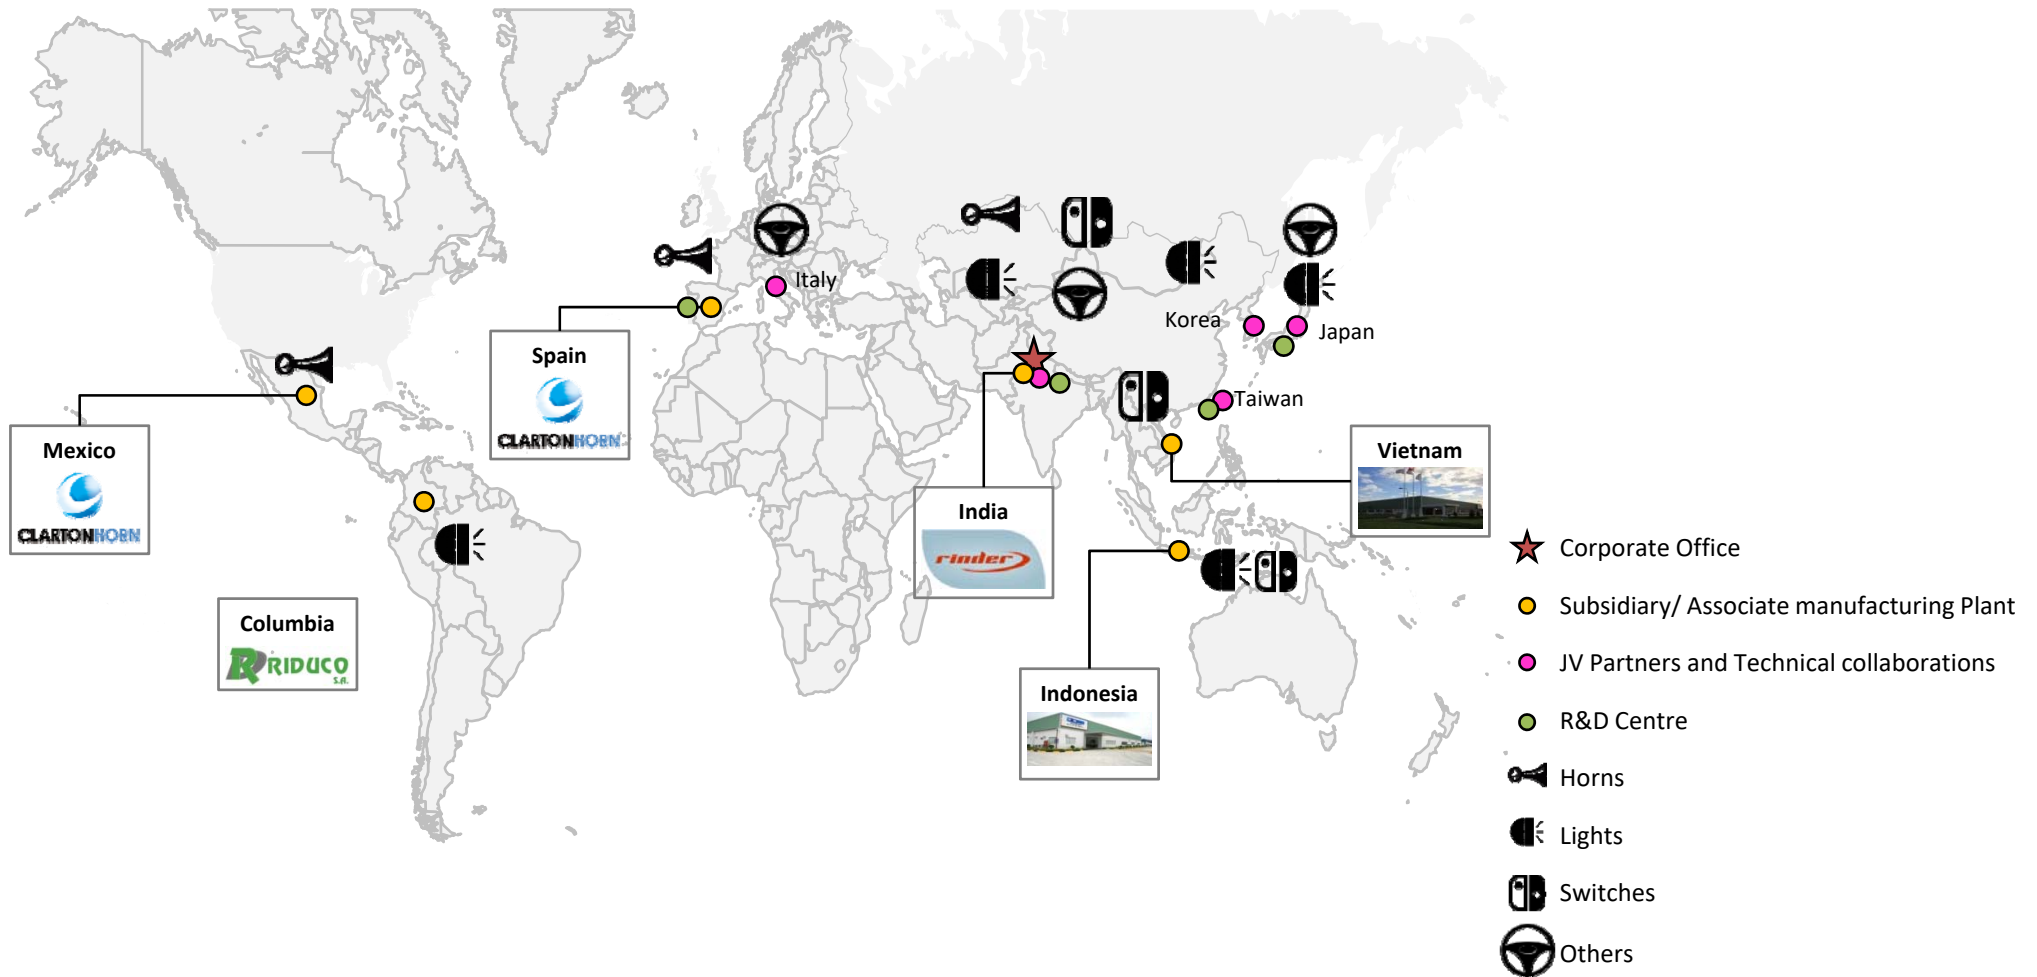 Italy
Korea
Japan
Taiwan
Spain
CLARTONHORN
Mexico
CLARTONHORN
Vietnam
India
rinder
Columbia
RIDUCO
S.A.
Indonesia
Corporate Office
Subsidiary/ Associate manufacturing Plant
JV Partners and Technical collaborations
R&D Centre
Horns
Lights
Switches
Others